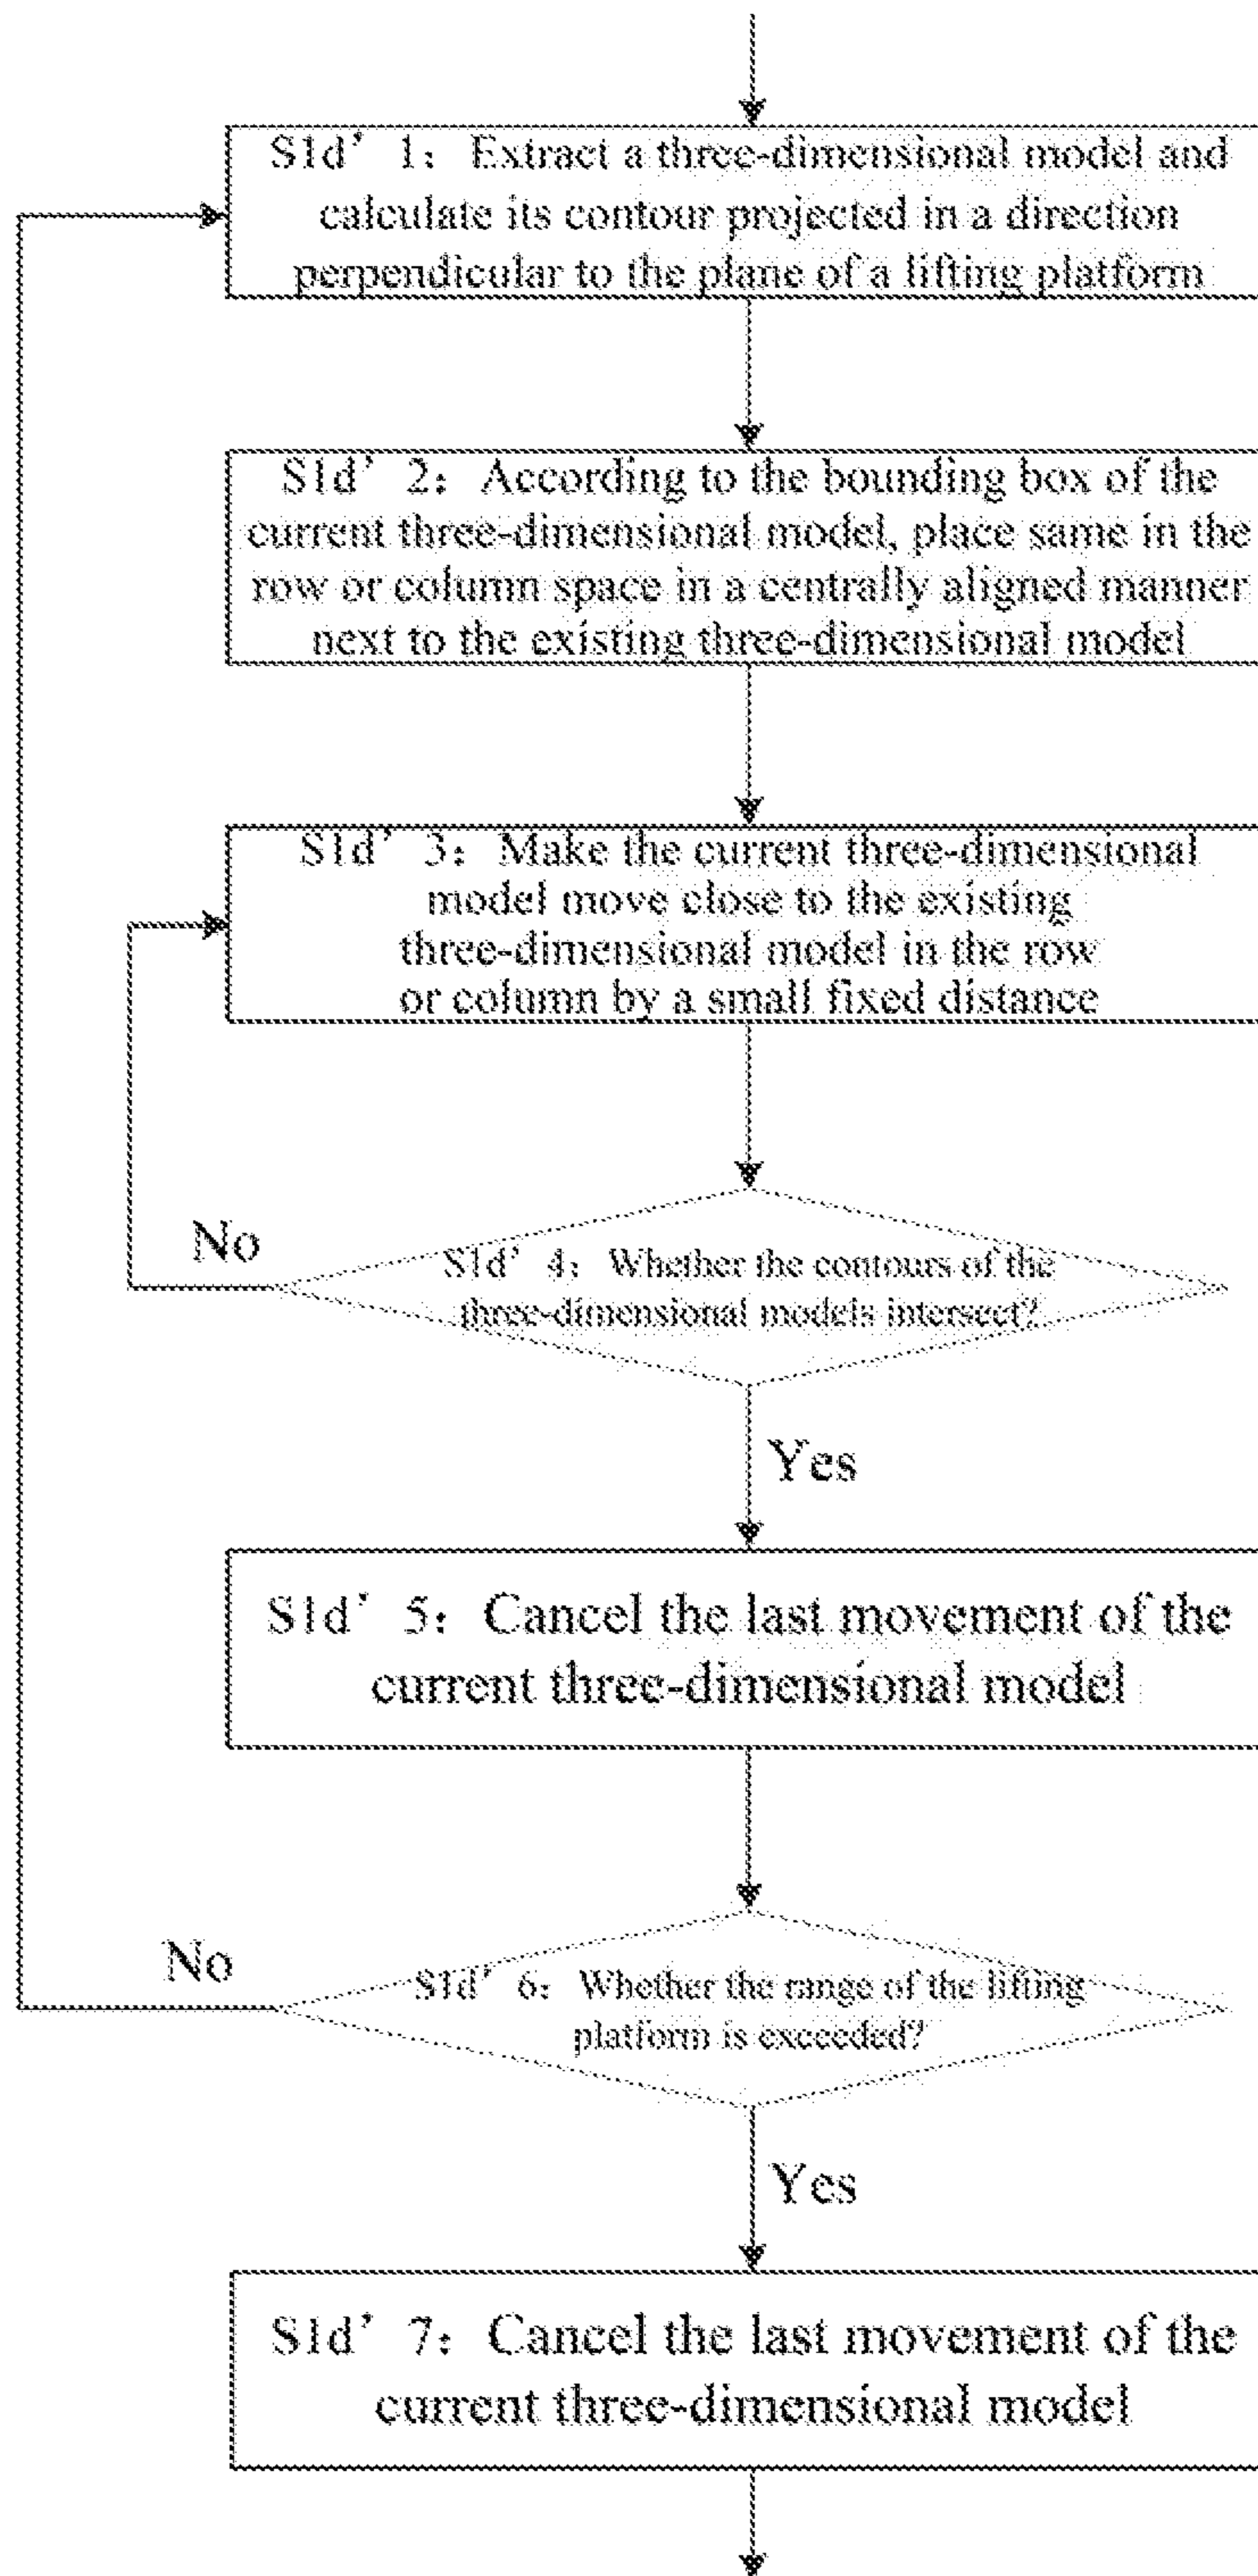 S1d' 1: Extract a three-dimensional model and
calculate its contour projected in a direction
perpendicular to the plane of a lifting platform
S1d' 2: According to the bounding box of the
current three-dimensional model, place same in the
row or column space in a centrally aligned manner
next to the existing three-dimensional model
S1d' 3: Make the current three-dimensional
model move close to the existing
three-dimensional model in the row
or column by a small fixed distance
No
S1d' 4: Whether the contours of the
three-dimensional models intersect?
Yes
S1d' 5: Cancel the last movement of the
current three-dimensional model
No
S1d' 6: Whether the range of the lifting
platform is exceeded?
Yes
S1d' 7: Cancel the last movement of the
current three-dimensional model